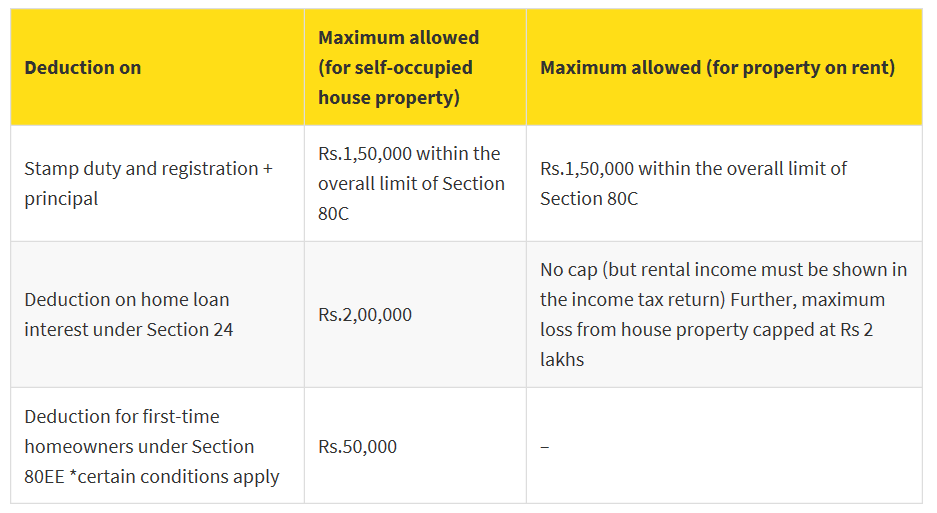 Deduction on
Maximum allowed
(for self-occupied
house property)
Maximum allowed (for property on rent)
Stamp duty and registration +
principal
Rs.1,50,000 within the
overall limit of Section
80C
Rs.1,50,000 within the overall limit of
Section 80C
Deduction on home loan
interest under Section 24
Rs.2,00,000
No cap (but rental income must be shown in
the income tax return) Further, maximum
loss from house property capped at Rs 2
lakhs
Deduction for first-time
homeowners under Section
80EE *certain conditions apply
Rs.50,000
–